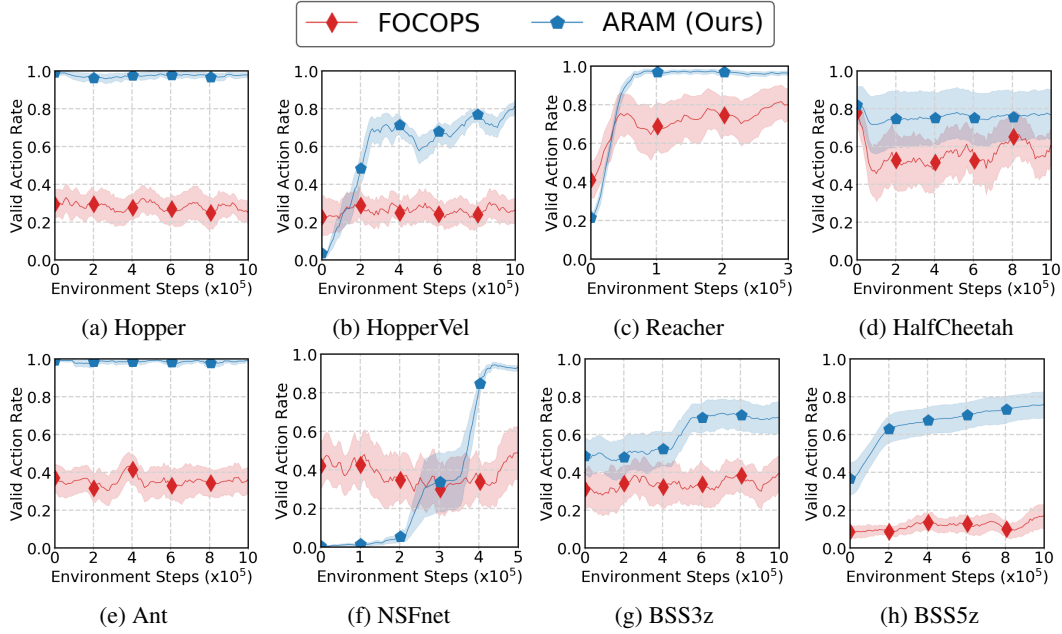 FOCOPS ARAM (Ours)
Valid Action Rate
1.0
0.8
0.6
0.4
0.2
0.0
0 2 4 6 8 10
Environment Steps (x10⁵)
(a) Hopper
Valid Action Rate
1.0
0.8
0.6
0.4
0.2
0.0
0 2 4 6 8 10
Environment Steps (x10⁵)
(b) HopperVel
Valid Action Rate
1.0
0.8
0.6
0.4
0.2
0.0
0 1 2 3
Environment Steps (x10⁵)
(c) Reacher
Valid Action Rate
1.0
0.8
0.6
0.4
0.2
0.0
0 2 4 6 8 10
Environment Steps (x10⁵)
(d) HalfCheetah
Valid Action Rate
1.0
0.8
0.6
0.4
0.2
0.0
0 2 4 6 8 10
Environment Steps (x10⁵)
(e) Ant
Valid Action Rate
1.0
0.8
0.6
0.4
0.2
0.0
0 1 2 3 4 5
Environment Steps (x10⁵)
(f) NSFnet
Valid Action Rate
1.0
0.8
0.6
0.4
0.2
0.0
0 2 4 6 8 10
Environment Steps (x10⁵)
(g) BSS3z
Valid Action Rate
1.0
0.8
0.6
0.4
0.2
0.0
0 2 4 6 8 10
Environment Steps (x10⁵)
(h) BSS5z